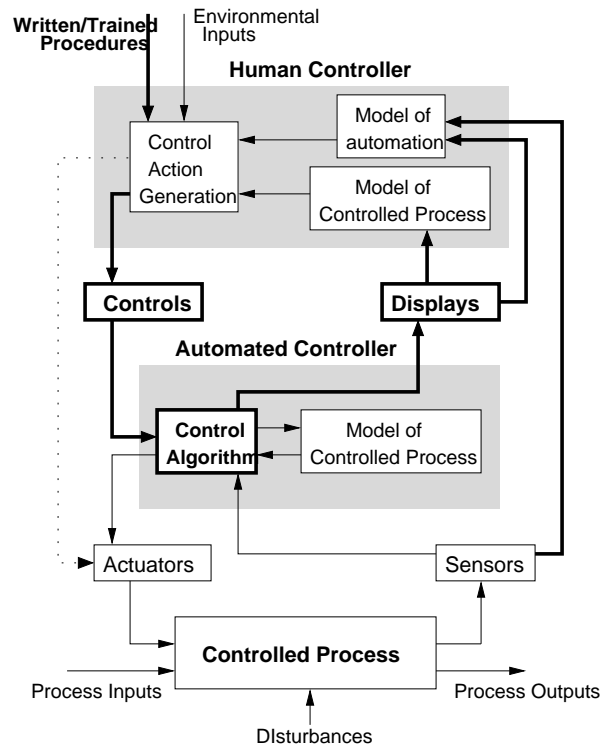 Written/Trained
Procedures
Environmental
Inputs
Human Controller
Control
Action
Generation
Model of
automation
Model of
Controlled Process
Controls
Displays
Automated Controller
Control
Algorithm
Model of
Controlled Process
Actuators
Sensors
Controlled Process
Process Inputs
Process Outputs
DIsturbances